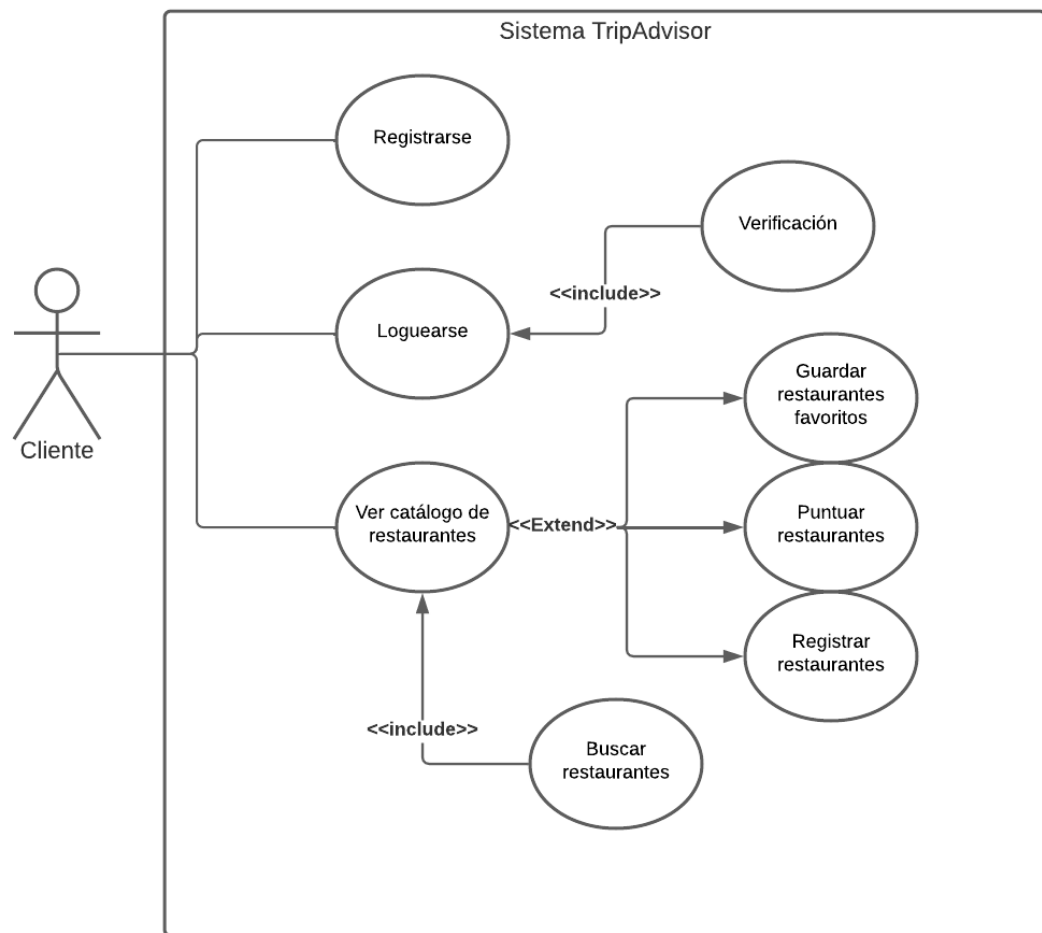 Sistema TripAdvisor
Registrarse
Verificación
<<include>>
Loguearse
Guardar
restaurantes
favoritos
Cliente
Ver catálogo de
restaurantes
<<Extend>>
Puntuar
restaurantes
Registrar
restaurantes
<<include>>
Buscar
restaurantes